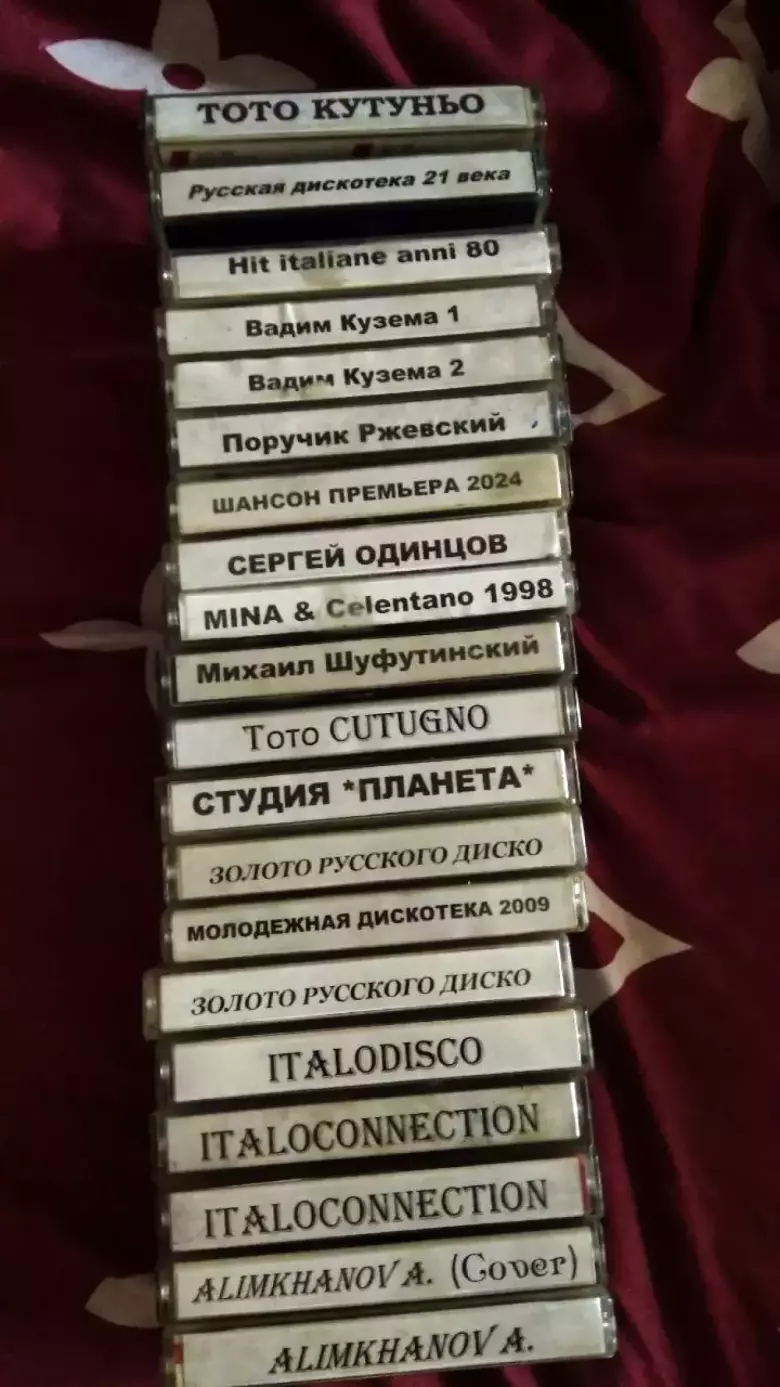 ТОТО КУТУНЬО
Русская дискотека 21 века
Hit italiane anni 80
Вадим Кузема 1
Вадим Кузема 2
Поручик Ржевский
ШАНСОН ПРЕМЬЕРА 2024
СЕРГЕЙ ОДИНЦОВ
MINA & Celentano 1998
Михаил Шуфутинский
Тото CUTUGNO
СТУДИЯ *ПЛАНЕТА*
ЗОЛОТО РУССКОГО ДИСКО
МОЛОДЕЖНАЯ ДИСКОТЕКА 2009
ЗОЛОТО РУССКОГО ДИСКО
ITALODISCO
ITALOCONNECTION
ITALOCONNECTION
ALIMKHANOV A. (Cover)
ALIMKHANOV A.